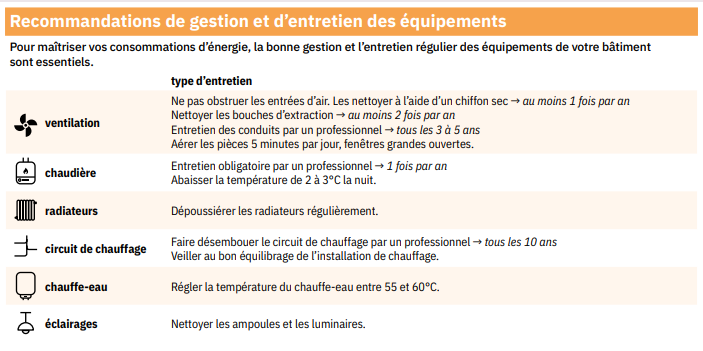 Recommandations de gestion et d'entretien des équipements
Pour maîtriser vos consommations d'énergie, la bonne gestion et l'entretien régulier des équipements de votre bâtiment
sont essentiels.
type d'entretien
ventilation
Ne pas obstruer les entrées d'air. Les nettoyer à l'aide d'un chiffon sec → au moins 1 fois par an
Nettoyer les bouches d'extraction → au moins 2 fois par an
Entretien des conduits par un professionnel → tous les 3 à 5 ans
Aérer les pièces 5 minutes par jour, fenêtres grandes ouvertes.
chaudière
Entretien obligatoire par un professionnel → 1 fois par an
Abaisser la température de 2 à 3°C la nuit.
radiateurs
Dépoussiérer les radiateurs régulièrement.
circuit de chauffage
Faire désembouer le circuit de chauffage par un professionnel → tous les 10 ans
Veiller au bon équilibrage de l'installation de chauffage.
chauffe-eau
Régler la température du chauffe-eau entre 55 et 60°C.
éclairages
Nettoyer les ampoules et les luminaires.